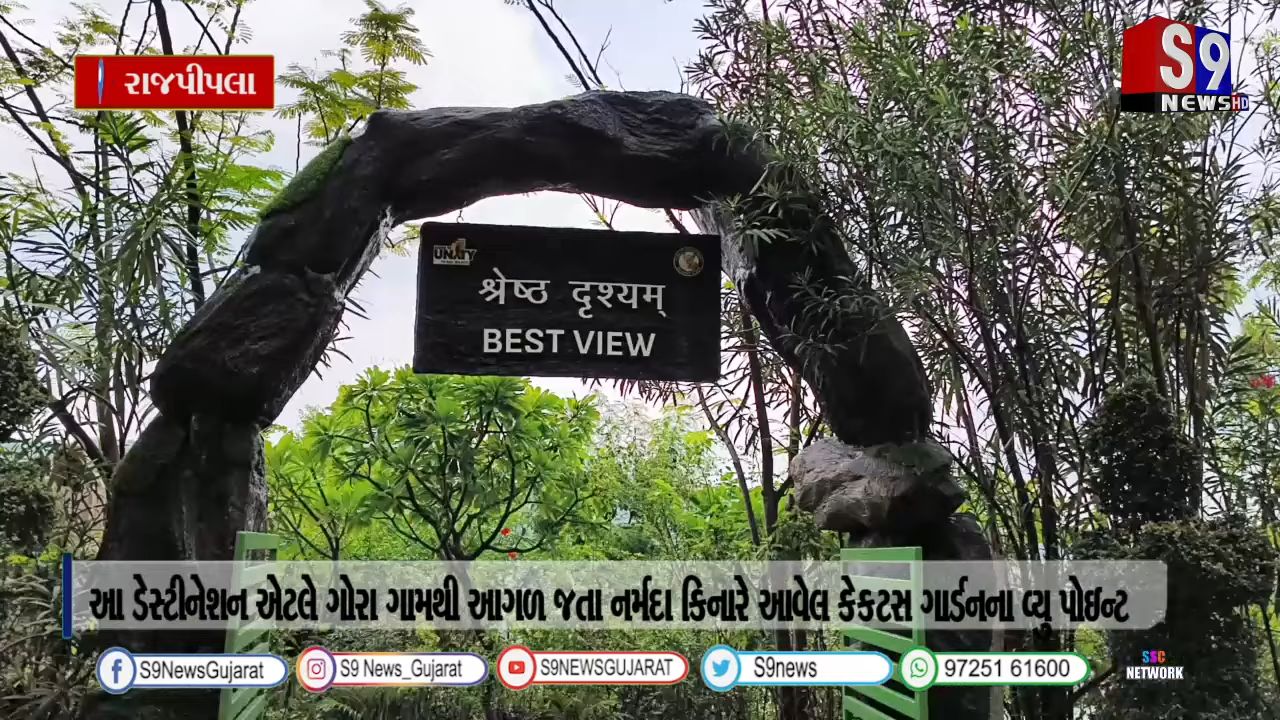 રાજપીપલા
S9
NEWS HD
UNITY
श्रेष्ठ दृश्यम्
BEST VIEW
આ ડેસ્ટીનેશન એટલે ગોરા ગામથી આગળ જતા નર્મદા કિનારે આવેલ કેકટસ ગાર્ડનના વ્યુ પોઇન્ટ
S9NewsGujarat
S9 News_Gujarat
S9NEWSGUJARAT
S9news
97251 61600
SSC
NETWORK